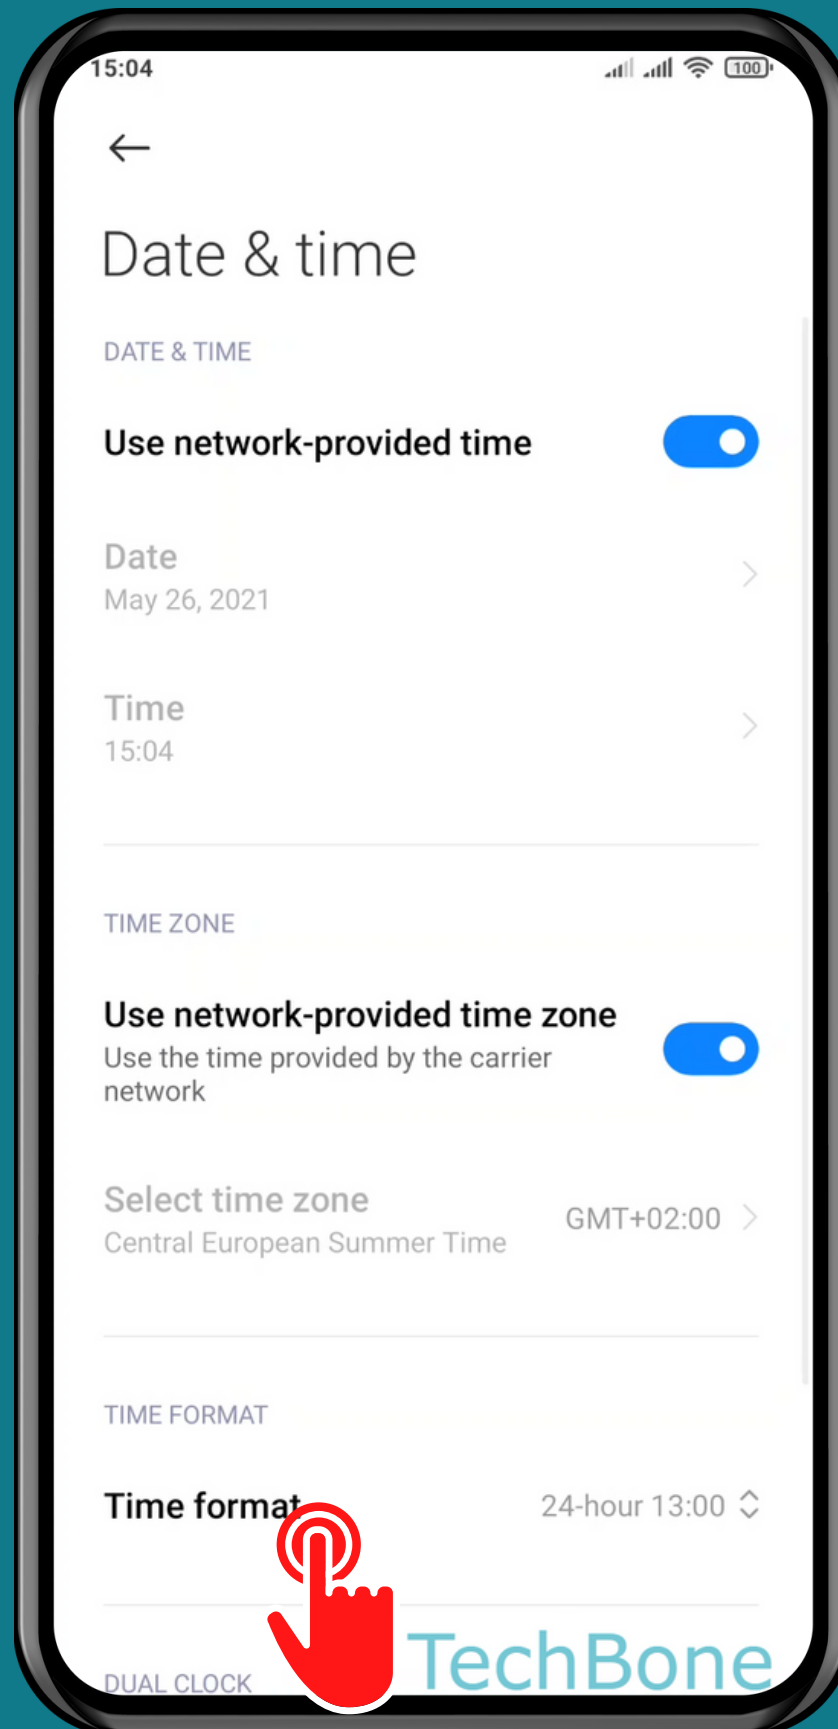 15:04
100
Date & time
DATE & TIME
Use network-provided time
Date
May 26, 2021
Time
15:04
TIME ZONE
Use network-provided time zone
Use the time provided by the carrier
network
Select time zone
GMT+02:00
Central European Summer Time
TIME FORMAT
Time format
24-hour 13:00
TechBone
DUAL CLOCK